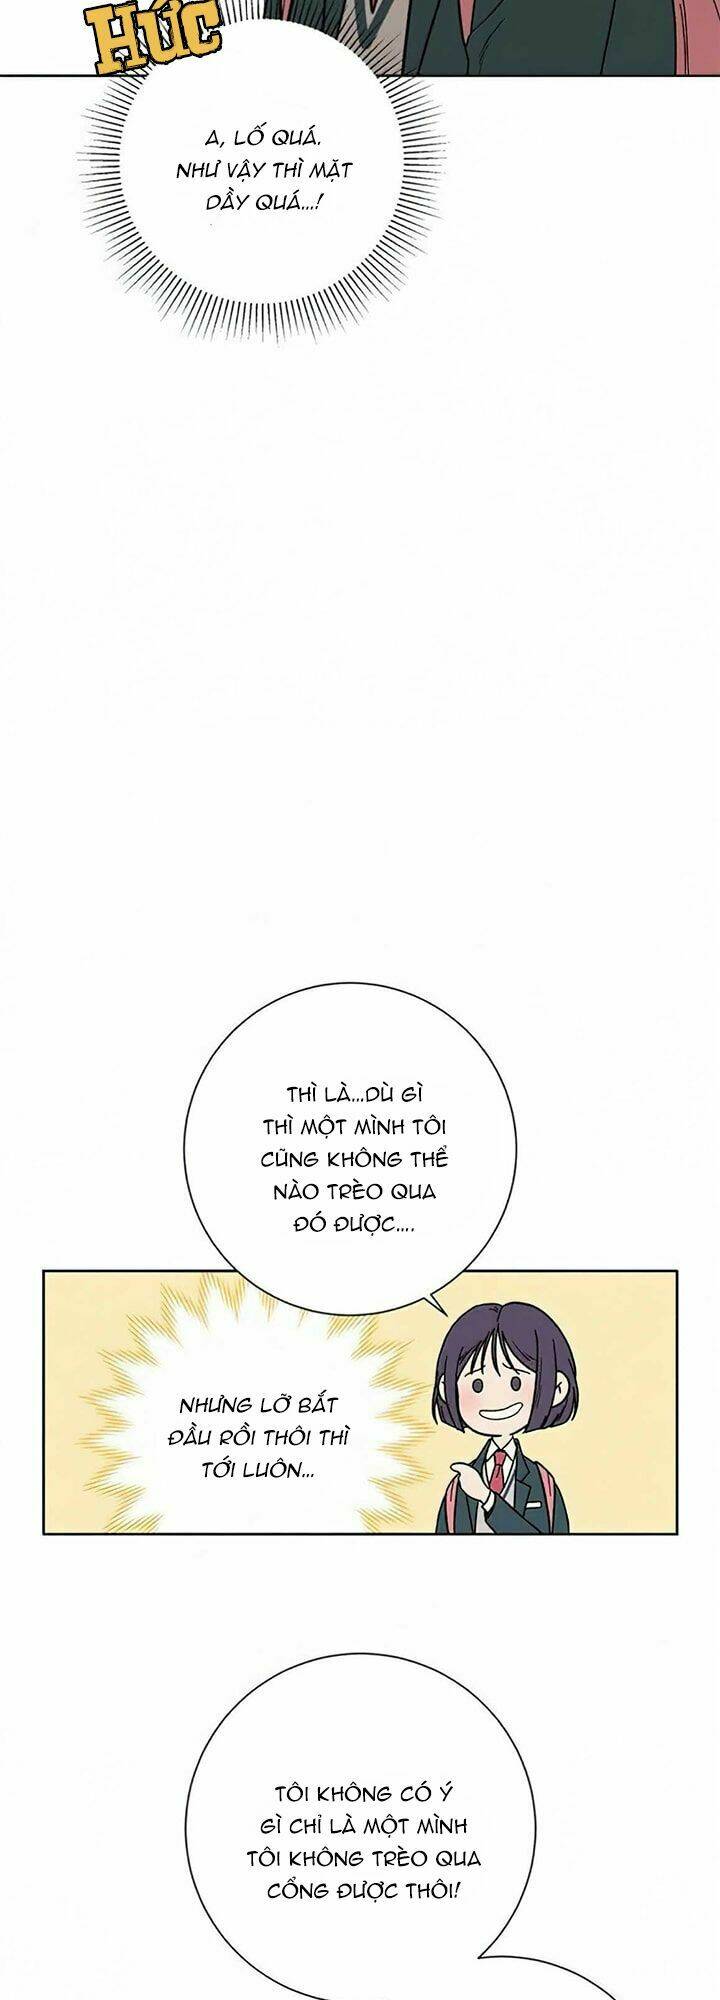 Hức
A, LỐ QUÁ.
NHƯ VẬY THÌ MẶT
DẦY QUÁ...!
THÌ LÀ...DÙ GÌ
THÌ MỘT MÌNH TÔI
CŨNG KHÔNG THỂ
NÀO TRÈO QUA
ĐÓ ĐƯỢC....
NHƯNG LỠ BẮT
ĐẦU RỒI THÔI THÌ
TỚI LUÔN...
TÔI KHÔNG CÓ Ý
GÌ CHỈ LÀ MỘT MÌNH
TÔI KHÔNG TRÈO QUA
CỔNG ĐƯỢC THÔI!